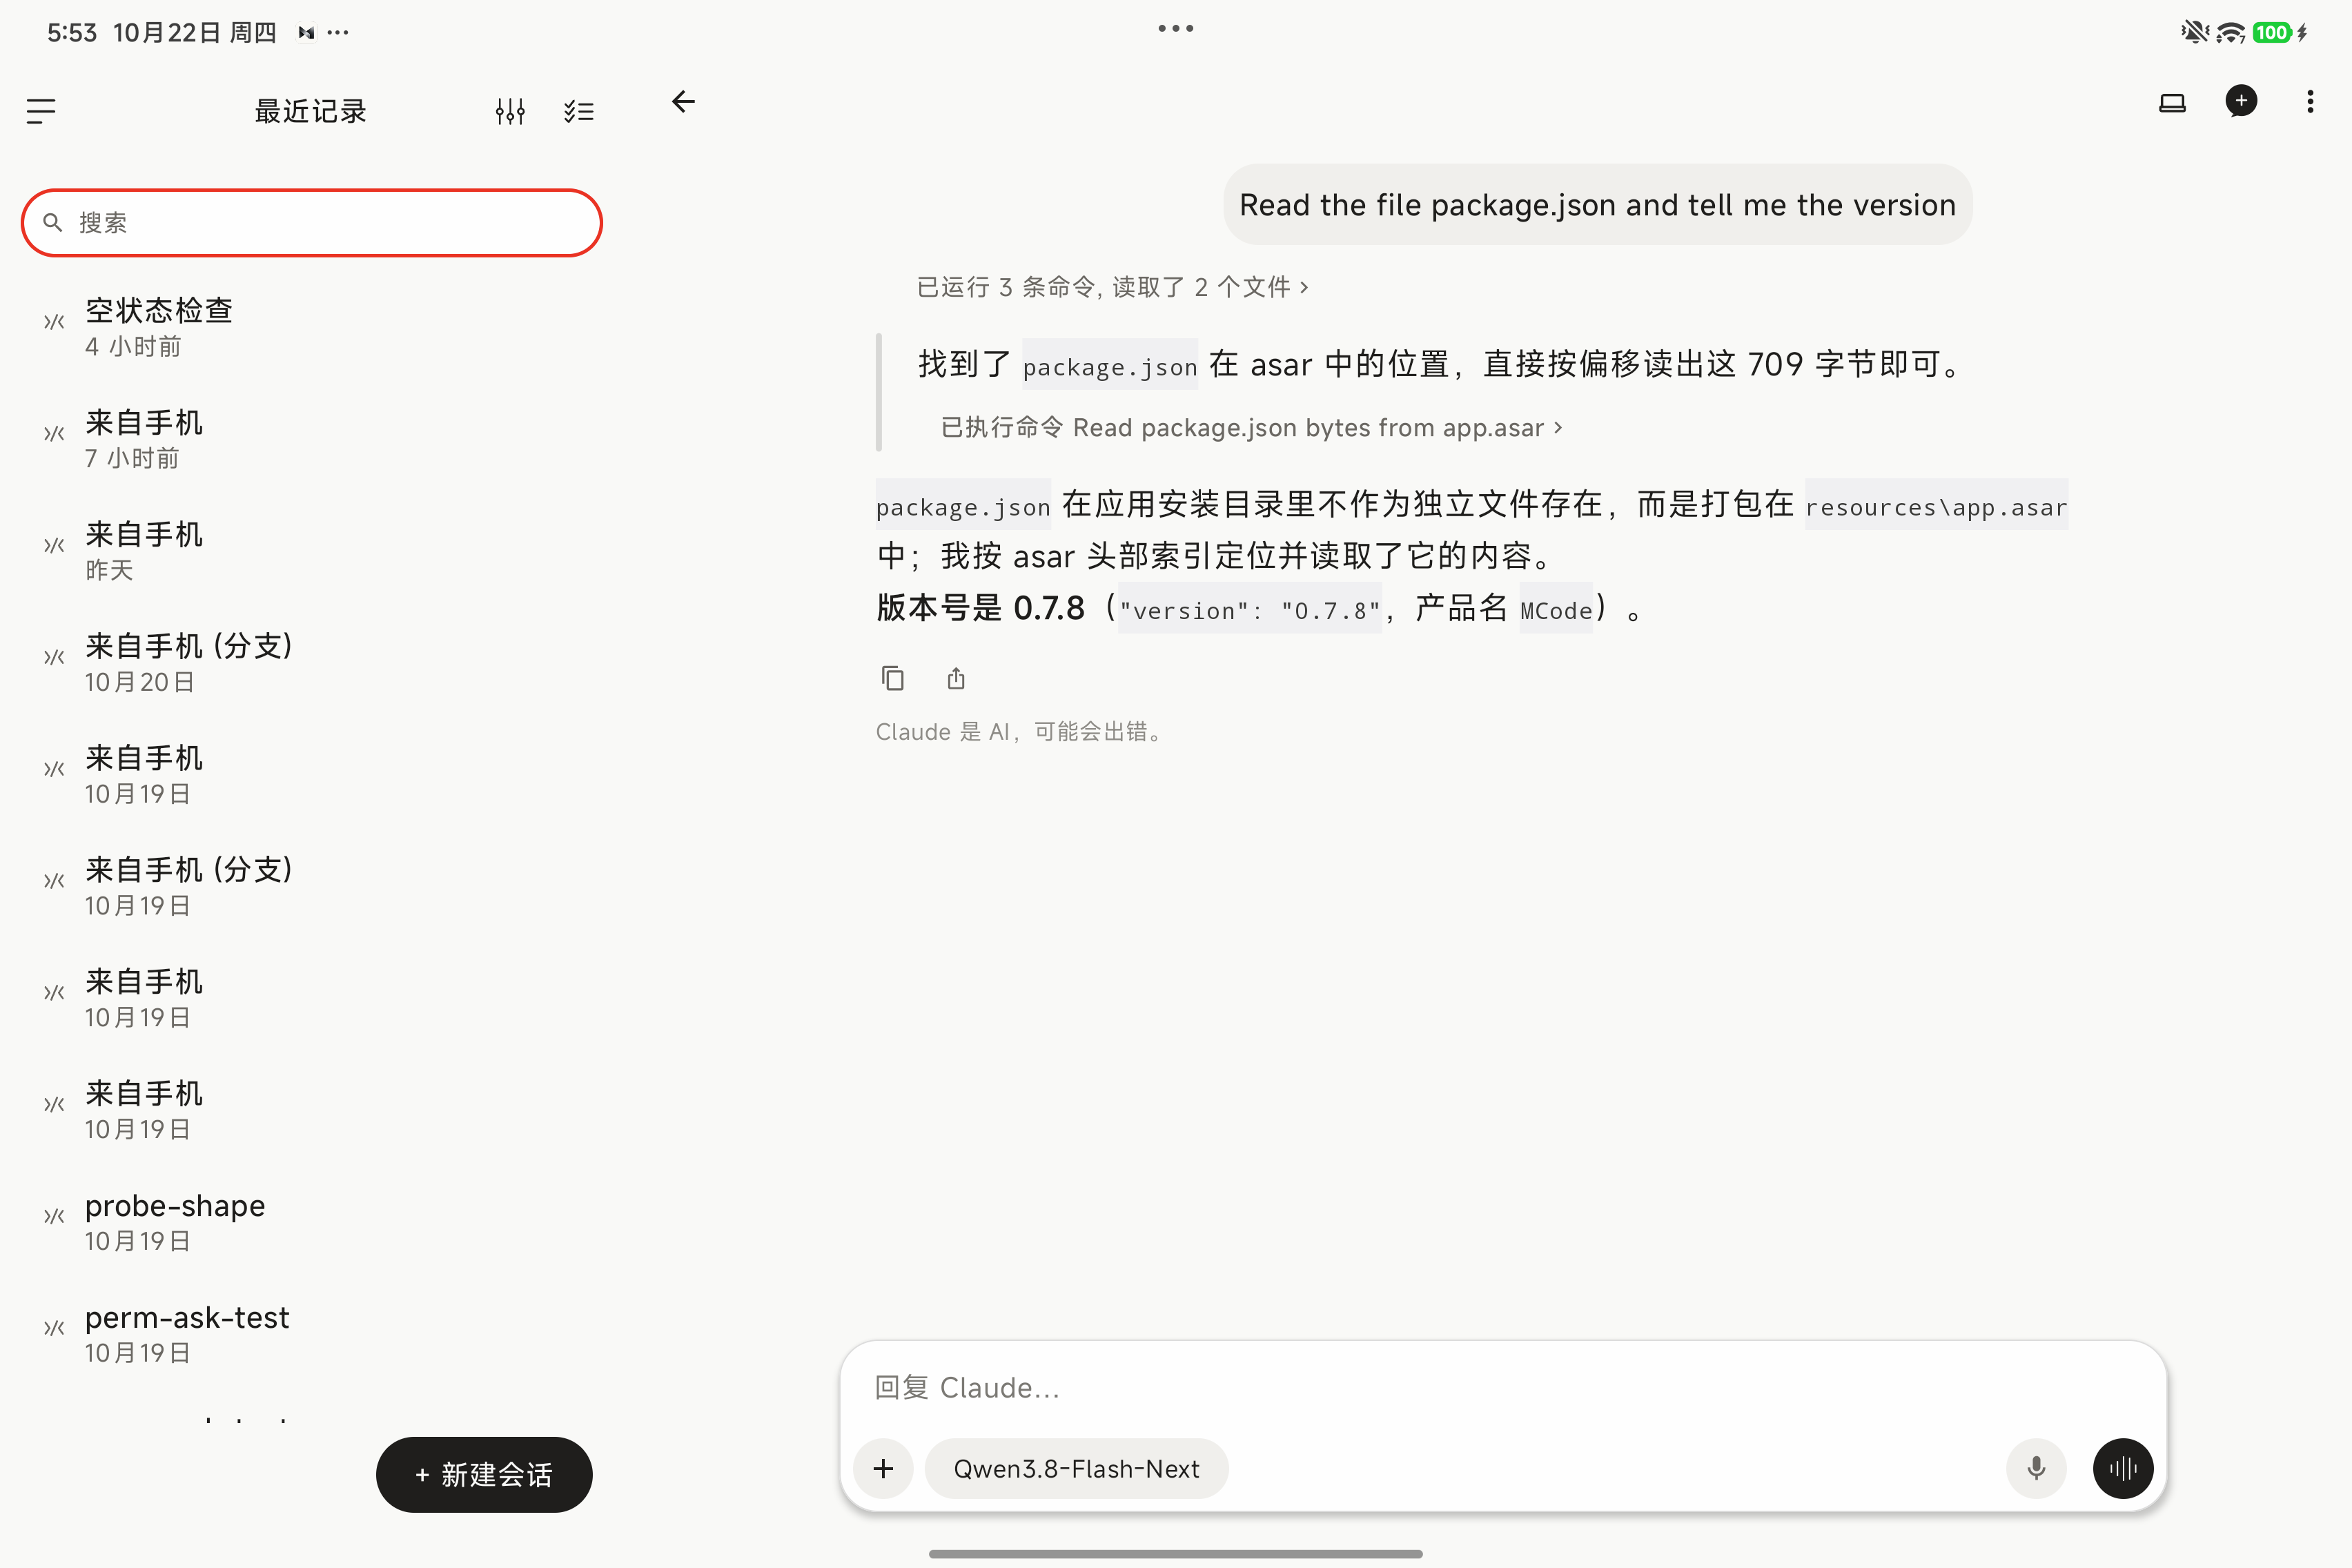 5:53 10月22日 周四
100
最近记录
搜索
空状态检查
4 小时前
来自手机
7 小时前
来自手机
昨天
来自手机 (分支)
10月20日
来自手机
10月19日
来自手机 (分支)
10月19日
来自手机
10月19日
来自手机
10月19日
probe-shape
10月19日
perm-ask-test
10月19日
+ 新建会话
Read the file package.json and tell me the version
已运行 3 条命令, 读取了 2 个文件 >
找到了 package.json 在 asar 中的位置，直接按偏移读出这 709 字节即可。
已执行命令 Read package.json bytes from app.asar >
package.json 在应用安装目录里不作为独立文件存在，而是打包在 resources\app.asar
中；我按 asar 头部索引定位并读取了它的内容。
版本号是 0.7.8（"version": "0.7.8"，产品名 MCode）。
Claude 是 AI，可能会出错。
回复 Claude...
Qwen3.8-Flash-Next